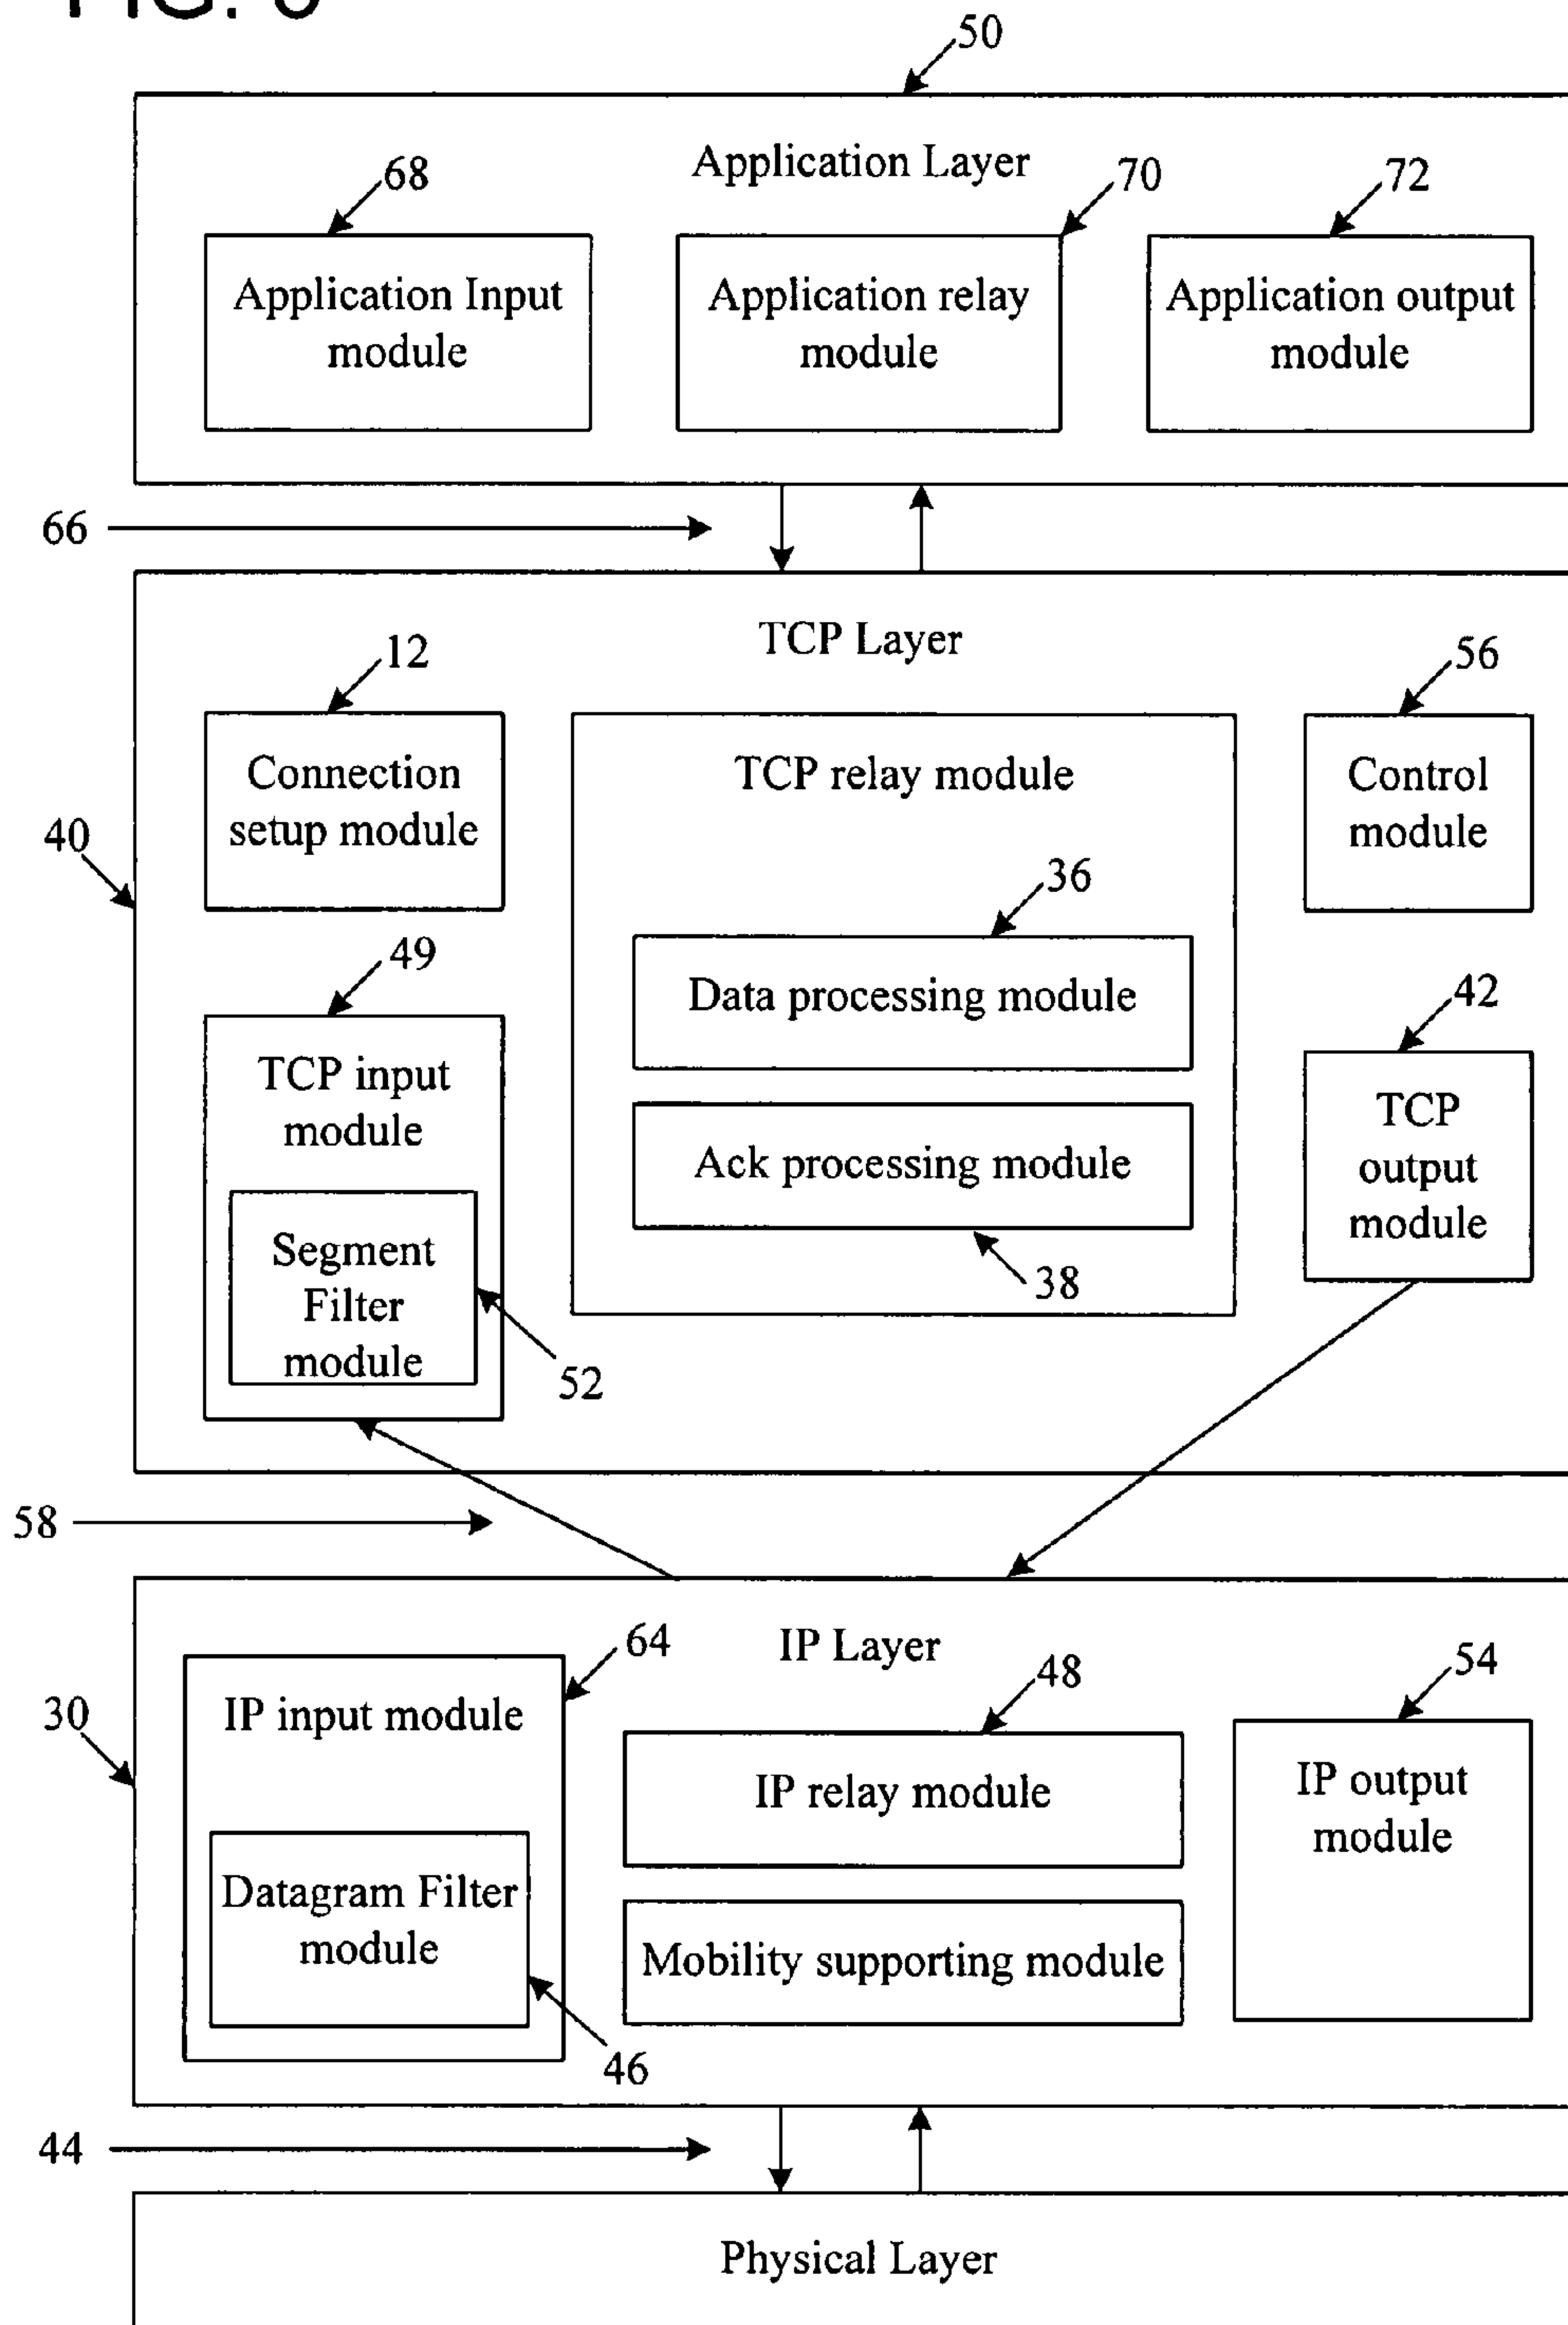 50
Application Layer
68
70
72
Application Input
module
Application relay
module
Application output
module
66
TCP Layer
12
56
Connection
setup module
TCP relay module
Control
module
40
36
49
Data processing module
42
TCP input
module
TCP
output
module
Ack processing module
Segment
Filter
module
38
52
58
IP Layer
64
48
54
30
IP input module
IP relay module
IP output
module
Datagram Filter
module
Mobility supporting module
46
44
Physical Layer